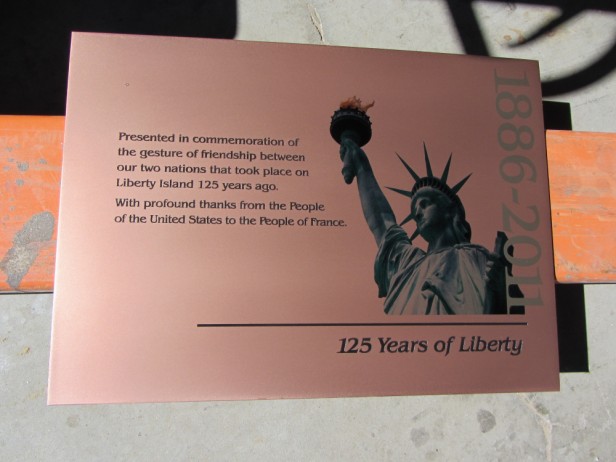 Presented in commemoration of
the gesture of friendship between
our two nations that took place on
Liberty Island 125 years ago.
With profound thanks from the People
of the United States to the People of France.
1886-2011
125 Years of Liberty